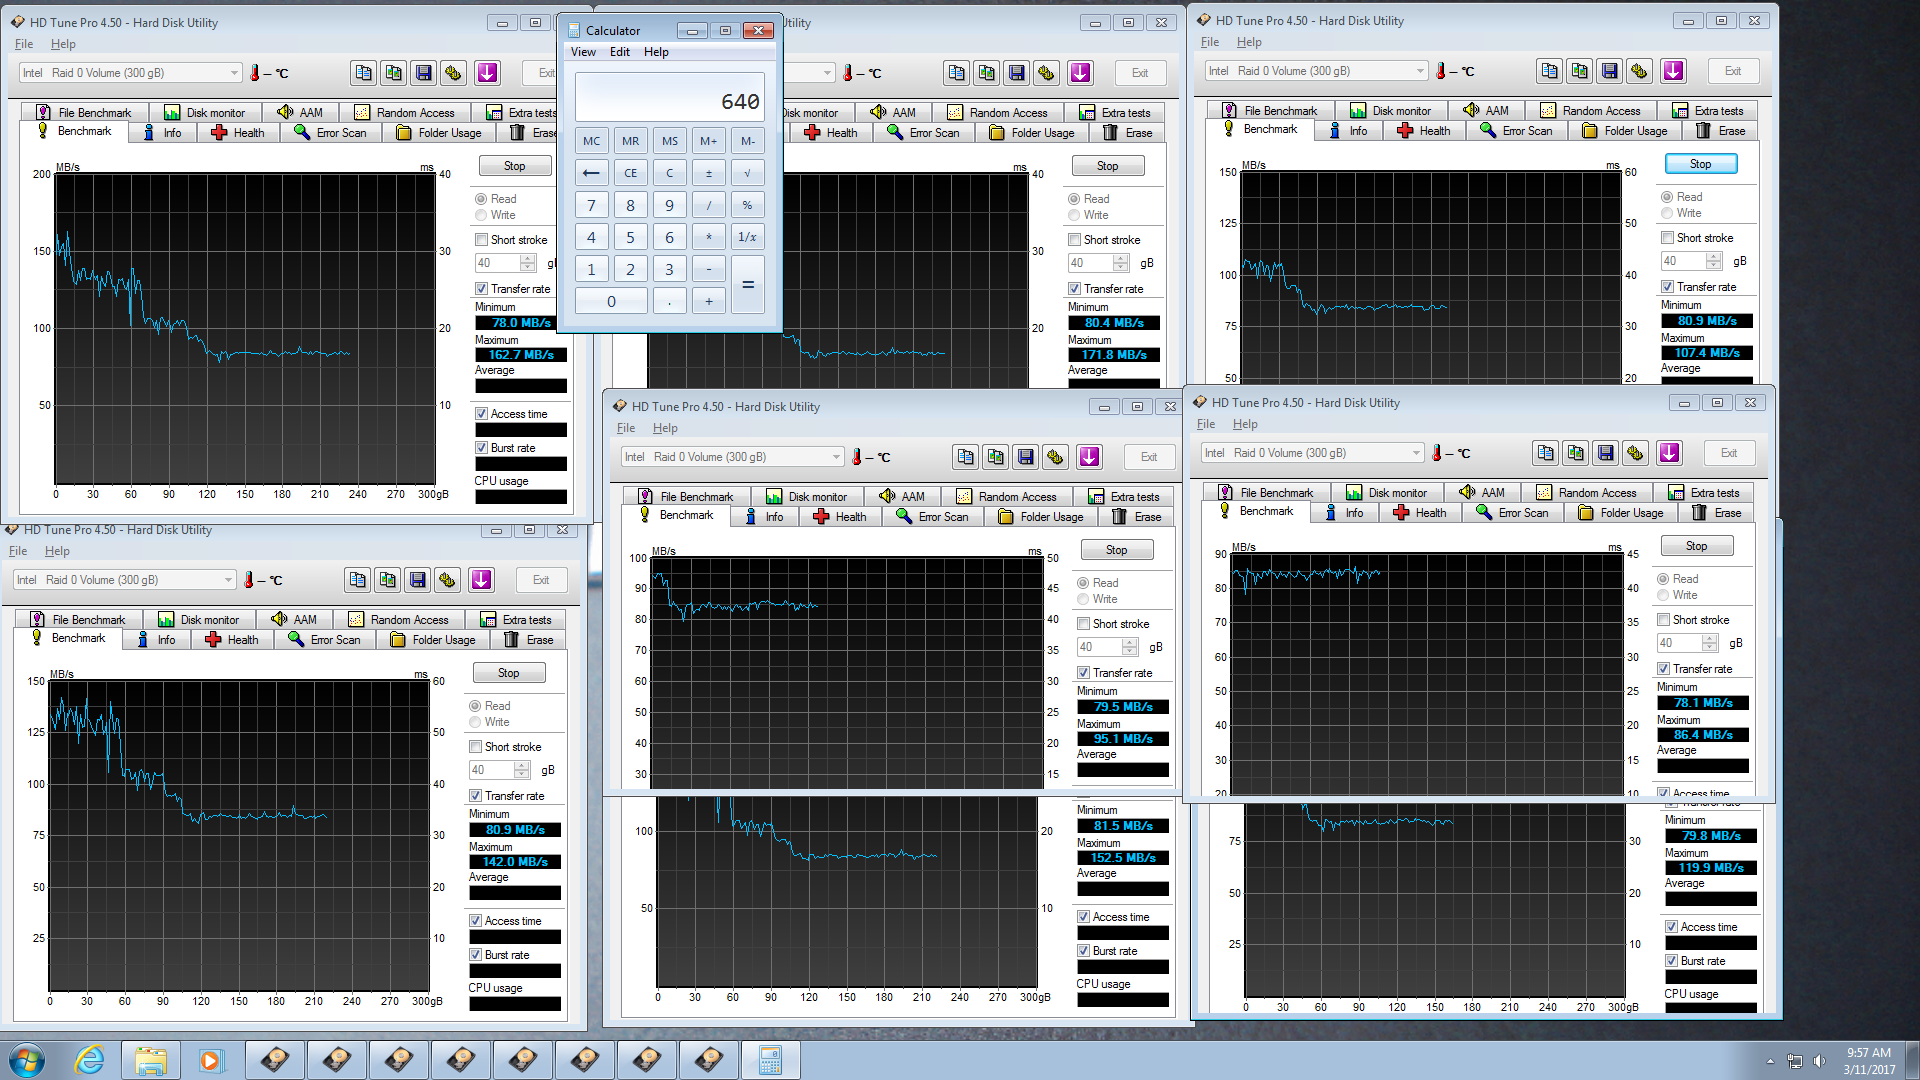 HD Tune Pro 4.50 - Hard Disk Utility
File Help
Intel Raid 0 Volume (300 gB)
– °C
Exit
File Benchmark Disk monitor AAM Random Access Extra tests
Benchmark Info Health Error Scan Folder Usage Erase
MB/s ms
Stop
200 40
150 30
100 20
50 10
0 30 60 90 120 150 180 210 240 270 300gB
Read
Write
Short stroke
40 gB
Transfer rate
Minimum
78.0 MB/s
Maximum
162.7 MB/s
Average
Access time
Burst rate
CPU usage
Calculator
View Edit Help
640
MC MR MS M+ M-
← CE C ± √
7 8 9 / %
4 5 6 * 1/x
1 2 3 - =
0 . +
Utility
– °C
Exit
Disk monitor AAM Random Access Extra tests
Health Error Scan Folder Usage Erase
ms
Stop
40
30
20
Read
Write
Short stroke
40 gB
Transfer rate
Minimum
80.4 MB/s
Maximum
171.8 MB/s
Average
HD Tune Pro 4.50 - Hard Disk Utility
File Help
Intel Raid 0 Volume (300 gB)
– °C
Exit
File Benchmark Disk monitor AAM Random Access Extra tests
Benchmark Info Health Error Scan Folder Usage Erase
MB/s ms
Stop
150 60
125 50
100 40
75 30
50 20
Read
Write
Short stroke
40 gB
Transfer rate
Minimum
80.9 MB/s
Maximum
107.4 MB/s
Average
HD Tune Pro 4.50 - Hard Disk Utility
File Help
Intel Raid 0 Volume (300 gB)
– °C
Exit
File Benchmark Disk monitor AAM Random Access Extra tests
Benchmark Info Health Error Scan Folder Usage Erase
MB/s ms
Stop
150 60
125 50
100 40
75 30
50 20
25 10
0 30 60 90 120 150 180 210 240 270 300gB
Read
Write
Short stroke
40 gB
Transfer rate
Minimum
80.9 MB/s
Maximum
142.0 MB/s
Average
Access time
Burst rate
CPU usage
HD Tune Pro 4.50 - Hard Disk Utility
File Help
Intel Raid 0 Volume (300 gB)
– °C
Exit
File Benchmark Disk monitor AAM Random Access Extra tests
Benchmark Info Health Error Scan Folder Usage Erase
MB/s ms
Stop
100 50
90 45
80 40
70 35
60 30
50 25
40 20
30 15
Read
Write
Short stroke
40 gB
Transfer rate
Minimum
79.5 MB/s
Maximum
95.1 MB/s
Average
100 20
50 10
0 30 60 90 120 150 180 210 240 270 300gB
Minimum
81.5 MB/s
Maximum
152.5 MB/s
Average
Access time
Burst rate
CPU usage
HD Tune Pro 4.50 - Hard Disk Utility
File Help
Intel Raid 0 Volume (300 gB)
– °C
Exit
File Benchmark Disk monitor AAM Random Access Extra tests
Benchmark Info Health Error Scan Folder Usage Erase
MB/s ms
Stop
90 45
80 40
70 35
60 30
50 25
40 20
30 15
20 10
Read
Write
Short stroke
40 gB
Transfer rate
Minimum
78.1 MB/s
Maximum
86.4 MB/s
Average
Access time
Transfer rate
75 30
50 20
25 10
0 30 60 90 120 150 180 210 240 270 300gB
Minimum
79.8 MB/s
Maximum
119.9 MB/s
Average
Access time
Burst rate
CPU usage
9:57 AM
3/11/2017